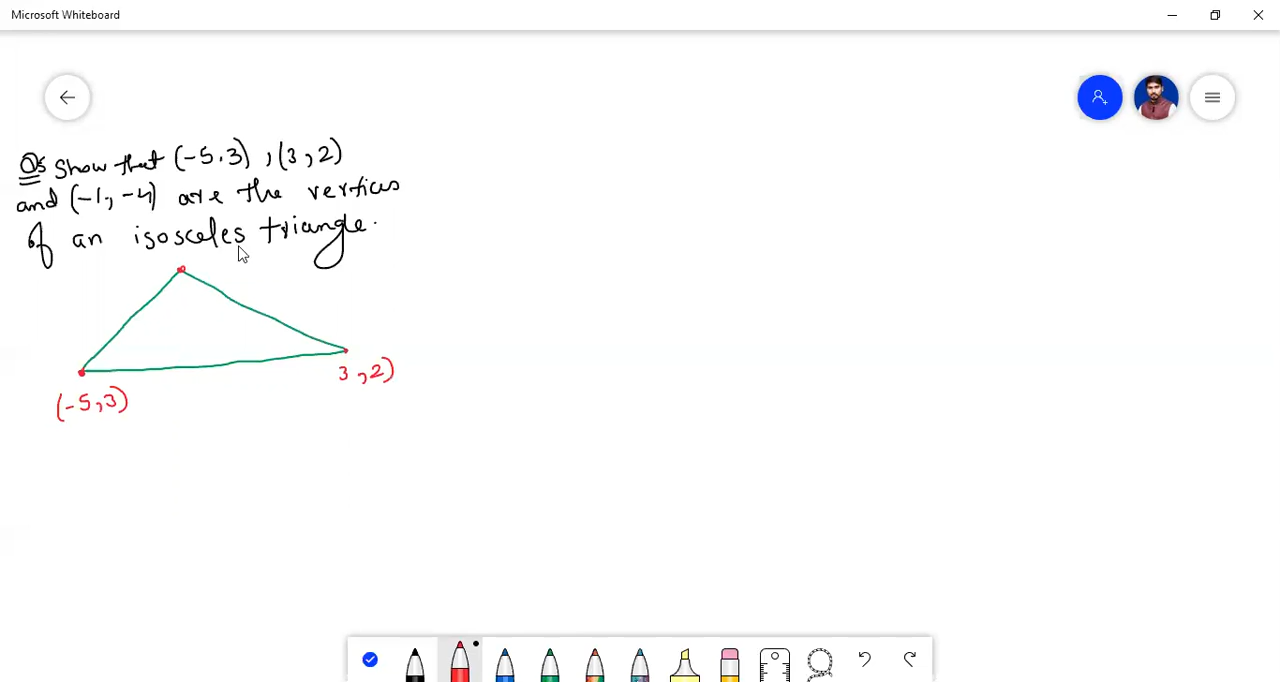 Microsoft Whiteboard
Q5 Show that (-5,3) , (3,2)
and (-1, -4) are the vertices
of an isosceles triangle.
3 ,2)
(-5,3)